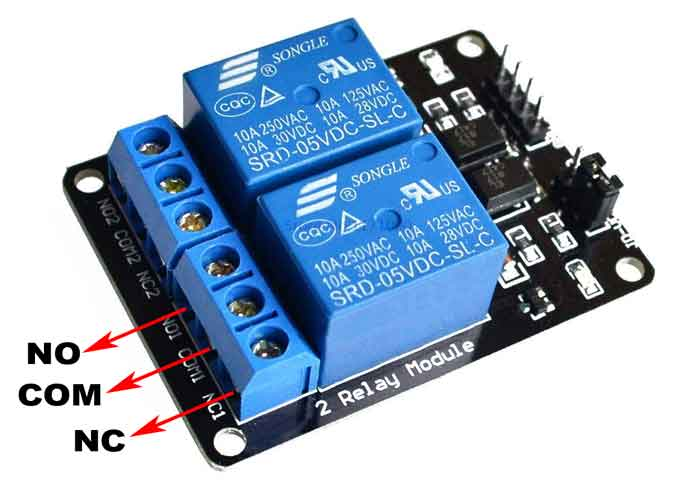 SONGLE
®
C US
CQC
10A 250VAC 10A 125VAC
10A 30VDC 10A 28VDC
SRD-05VDC-SL-C
SONGLE
®
C US
CQC
10A 250VAC 10A 125VAC
10A 30VDC 10A 28VDC
SRD-05VDC-SL-C
NO2 COM2 NC2
NO1 COM1 NC1
NO
COM
NC
2 Relay Module